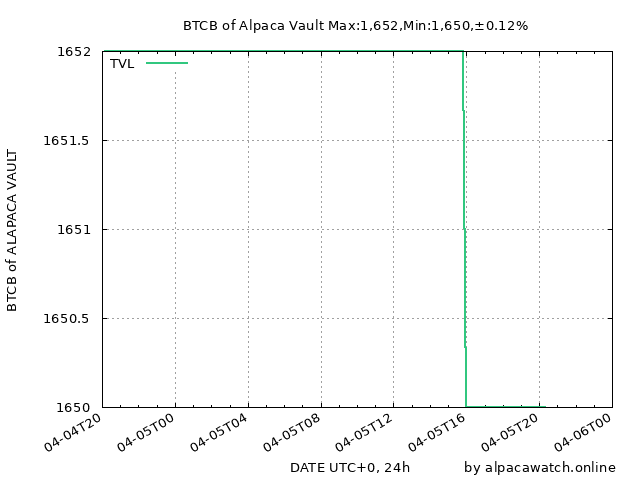 BTCB of Alpaca Vault Max:1,652,Min:1,650,±0.12%
TVL
1652
1651.5
1651
1650.5
1650
BTCB of ALAPACA VAULT
04-04T20
04-05T00
04-05T04
04-05T08
04-05T12
04-05T16
04-05T20
04-06T00
DATE UTC+0, 24h
by alpacawatch.online